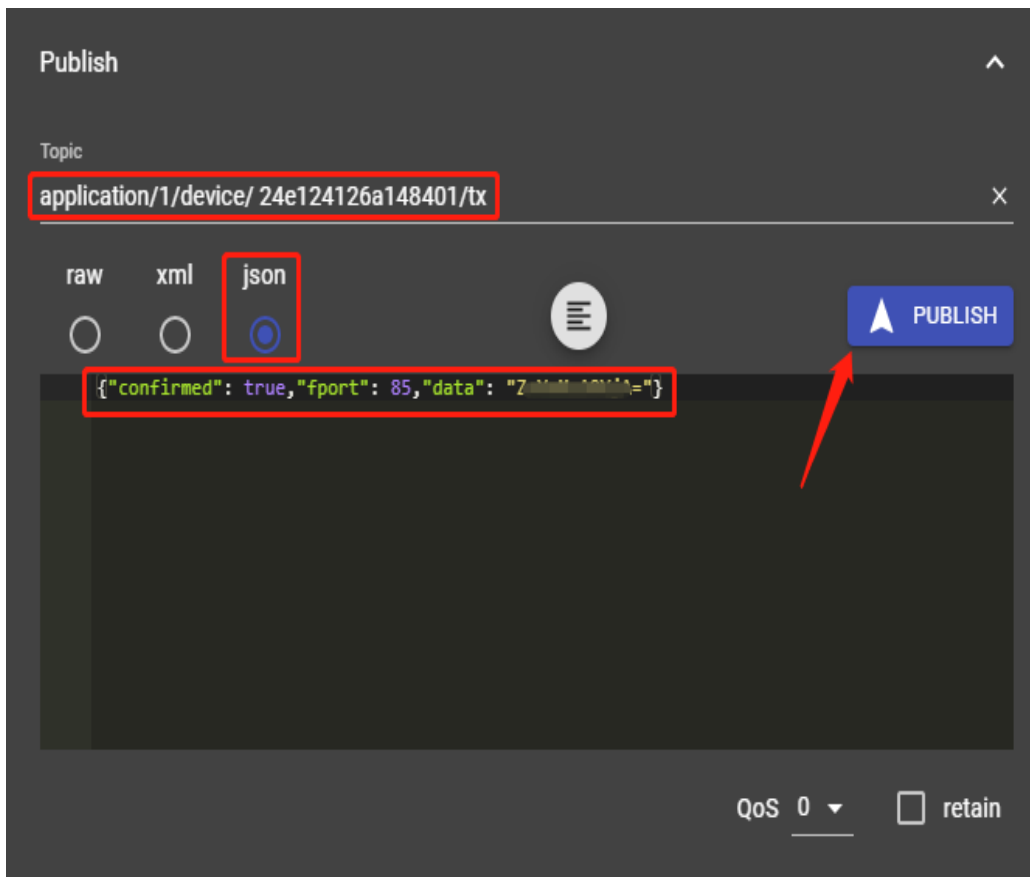 Publish
Topic
application/1/device/ 24e124126a148401/tx
raw xml json
PUBLISH
{"confirmed": true,"fport": 85,"data":
QoS 0
retain